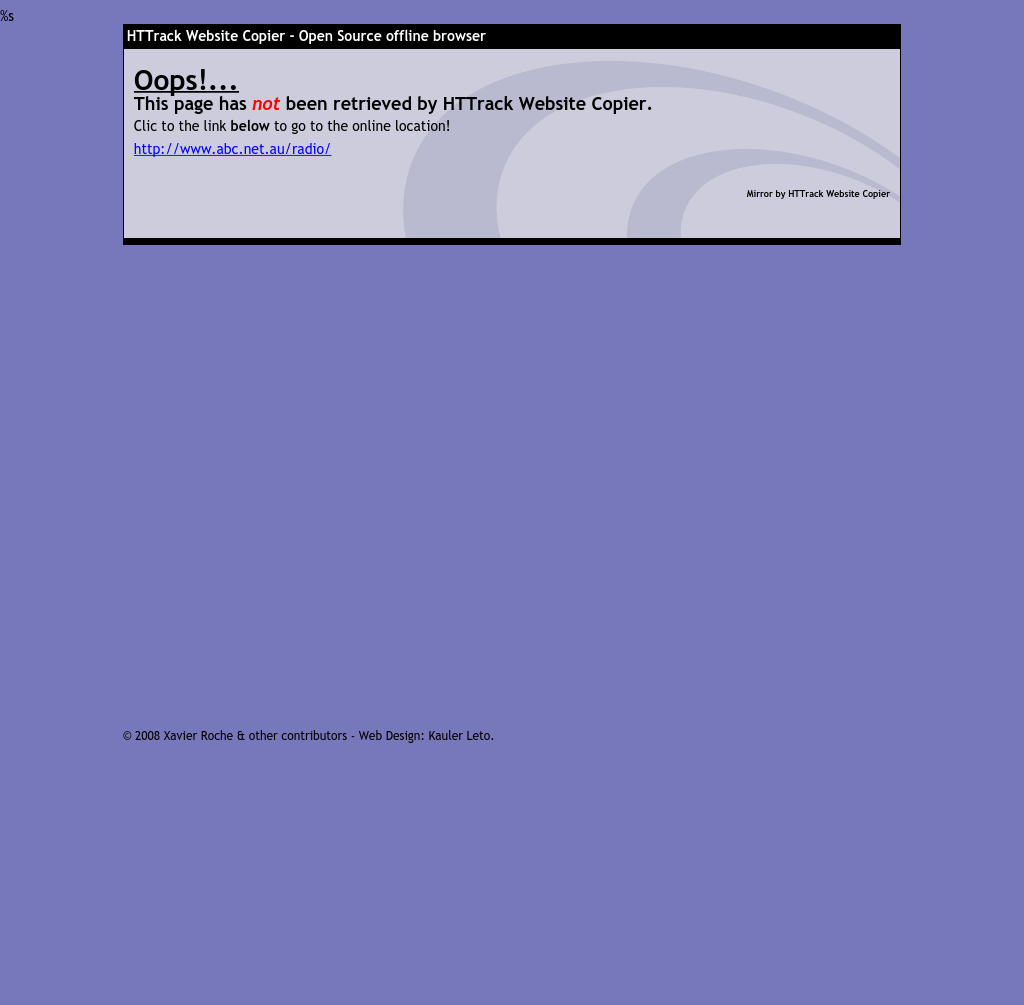 %s
HTTrack Website Copier - Open Source offline browser
Oops!...
This page has not been retrieved by HTTrack Website Copier.
Clic to the link below to go to the online location!
http://www.abc.net.au/radio/
Mirror by HTTrack Website Copier
© 2008 Xavier Roche & other contributors - Web Design: Kauler Leto.